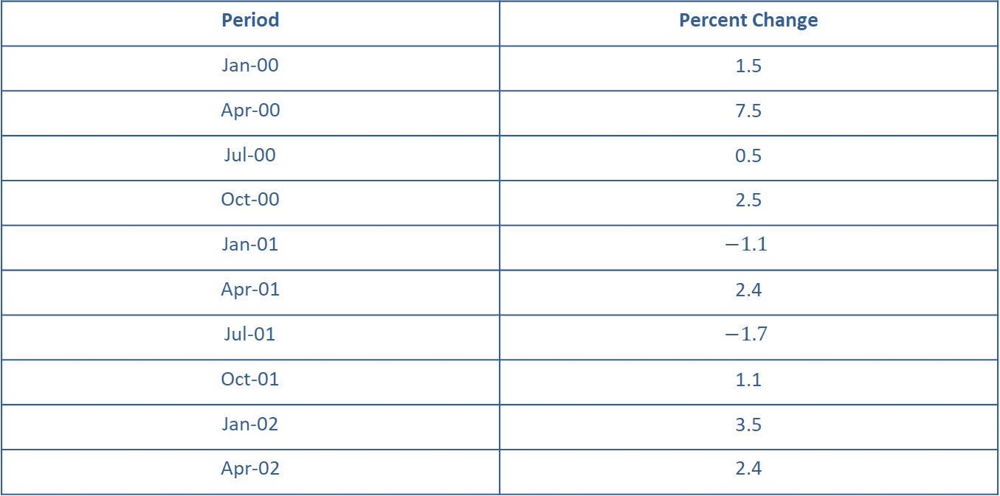 Period Percent Change
Jan-00 1.5
Apr-00 7.5
Jul-00 0.5
Oct-00 2.5
Jan-01 −1.1
Apr-01 2.4
Jul-01 −1.7
Oct-01 1.1
Jan-02 3.5
Apr-02 2.4